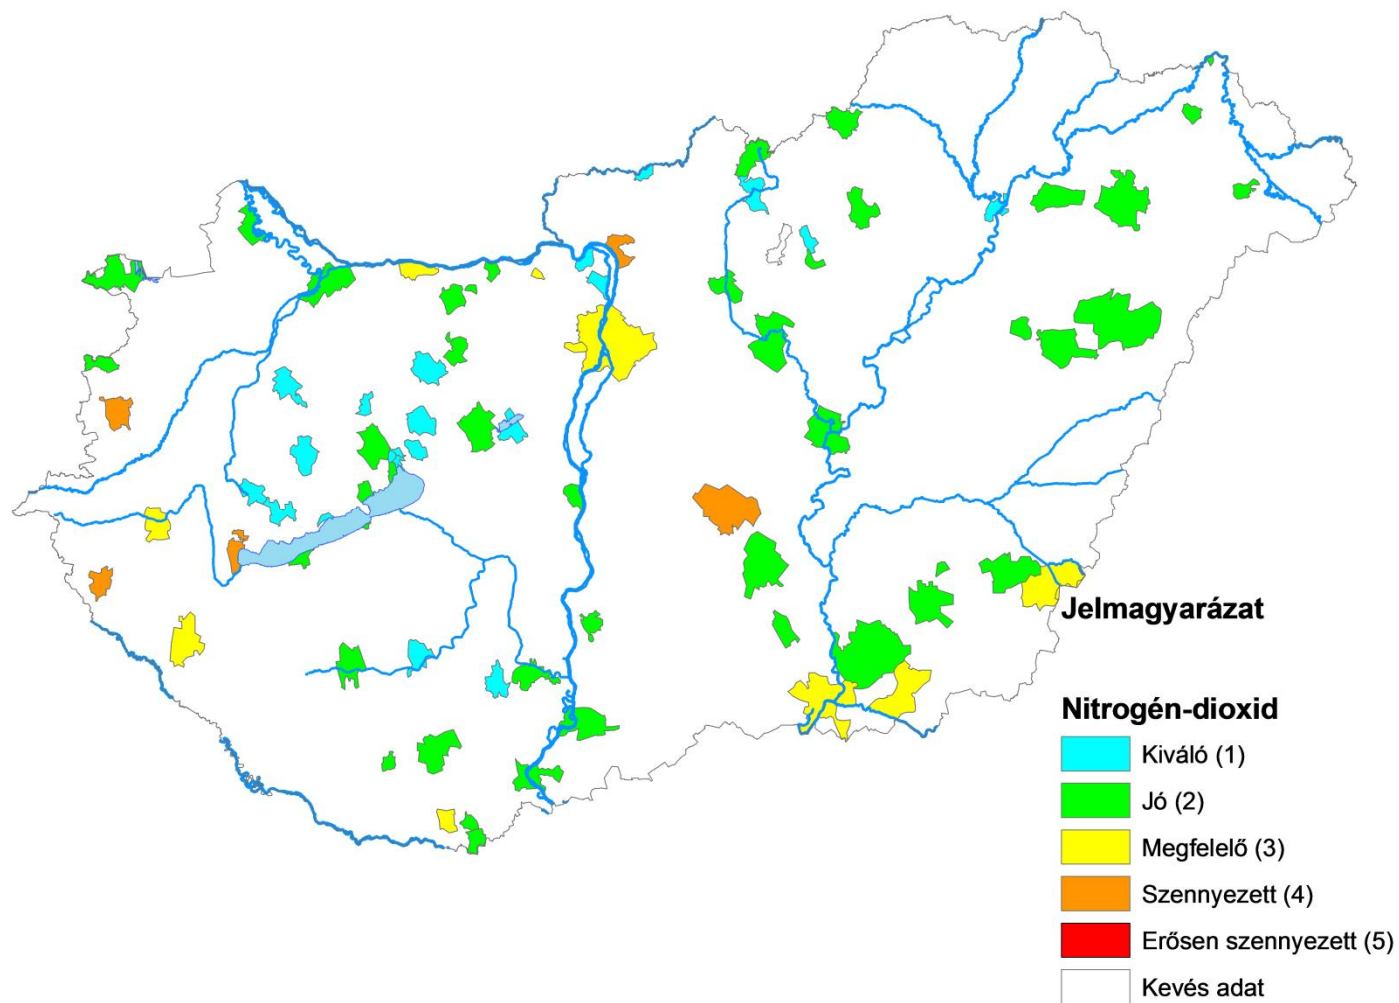 Jelmagyarázat
Nitrogén-dioxid
Kiváló (1)
Jó (2)
Megfelelő (3)
Szennyezett (4)
Erősen szennyezett (5)
Kevés adat